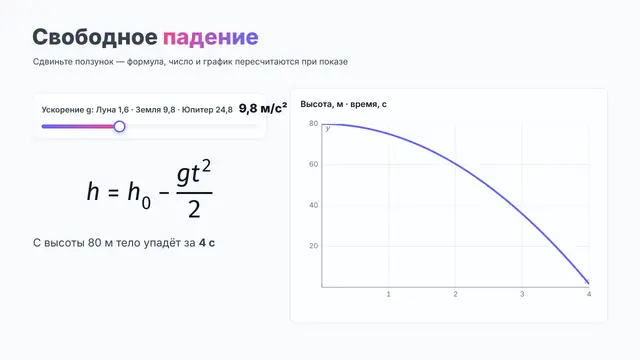 Свободное падение
Сдвиньте ползунок — формула, число и график пересчитаются при показе
Ускорение g: Луна 1,6 · Земля 9,8 · Юпитер 24,8 9,8 м/с²
h = h₀ − gt²/2
С высоты 80 м тело упадёт за 4 с
Высота, м · время, с
80
y
60
40
20
1 2 3 4